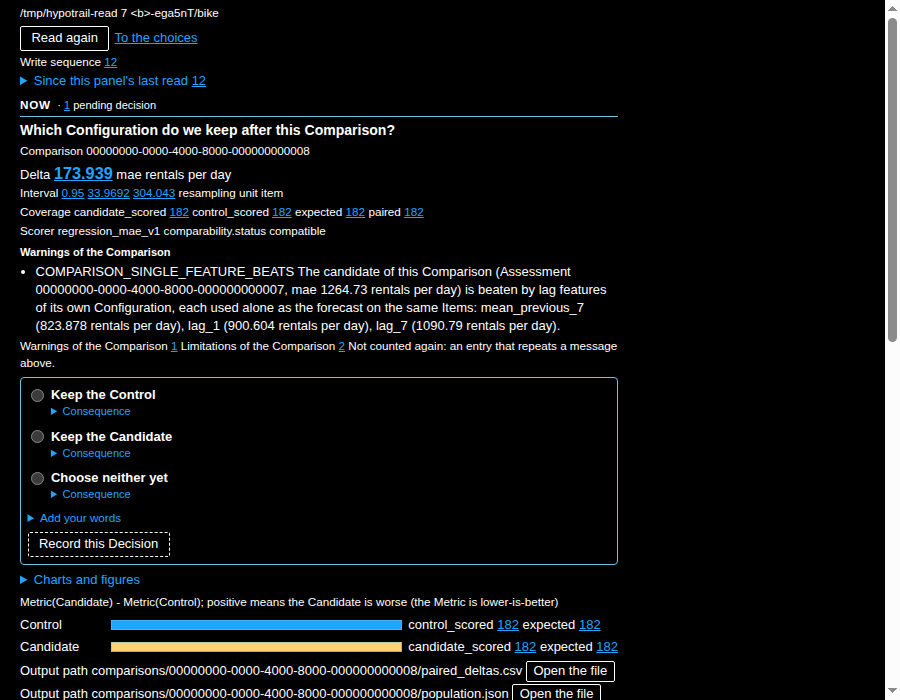 /tmp/hypotrail-read 7 <b>-ega5nT/bike
Read again To the choices
Write sequence 12
Since this panel's last read 12
NOW · 1 pending decision
Which Configuration do we keep after this Comparison?
Comparison 00000000-0000-4000-8000-000000000008
Delta 173.939 mae rentals per day
Interval 0.95 33.9692 304.043 resampling unit item
Coverage candidate_scored 182 control_scored 182 expected 182 paired 182
Scorer regression_mae_v1 comparability.status compatible
Warnings of the Comparison
COMPARISON_SINGLE_FEATURE_BEATS The candidate of this Comparison (Assessment
00000000-0000-4000-8000-000000000007, mae 1264.73 rentals per day) is beaten by lag features
of its own Configuration, each used alone as the forecast on the same Items: mean_previous_7
(823.878 rentals per day), lag_1 (900.604 rentals per day), lag_7 (1090.79 rentals per day).
Warnings of the Comparison 1 Limitations of the Comparison 2 Not counted again: an entry that repeats a message
above.
Keep the Control
Consequence
Keep the Candidate
Consequence
Choose neither yet
Consequence
Add your words
Record this Decision
Charts and figures
Metric(Candidate) - Metric(Control); positive means the Candidate is worse (the Metric is lower-is-better)
Control control_scored 182 expected 182
Candidate candidate_scored 182 expected 182
Output path comparisons/00000000-0000-4000-8000-000000000008/paired_deltas.csv Open the file
Output path comparisons/00000000-0000-4000-8000-000000000008/population.json Open the file